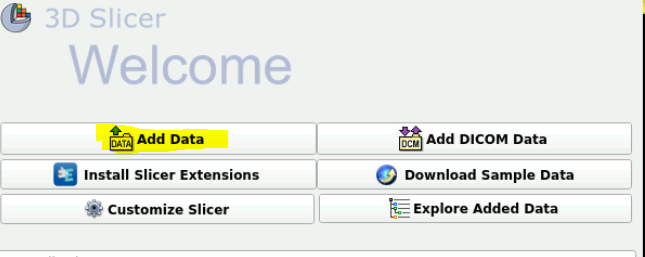 3D Slicer
Welcome
DATA Add Data
DCM Add DICOM Data
Install Slicer Extensions
Download Sample Data
Customize Slicer
Explore Added Data